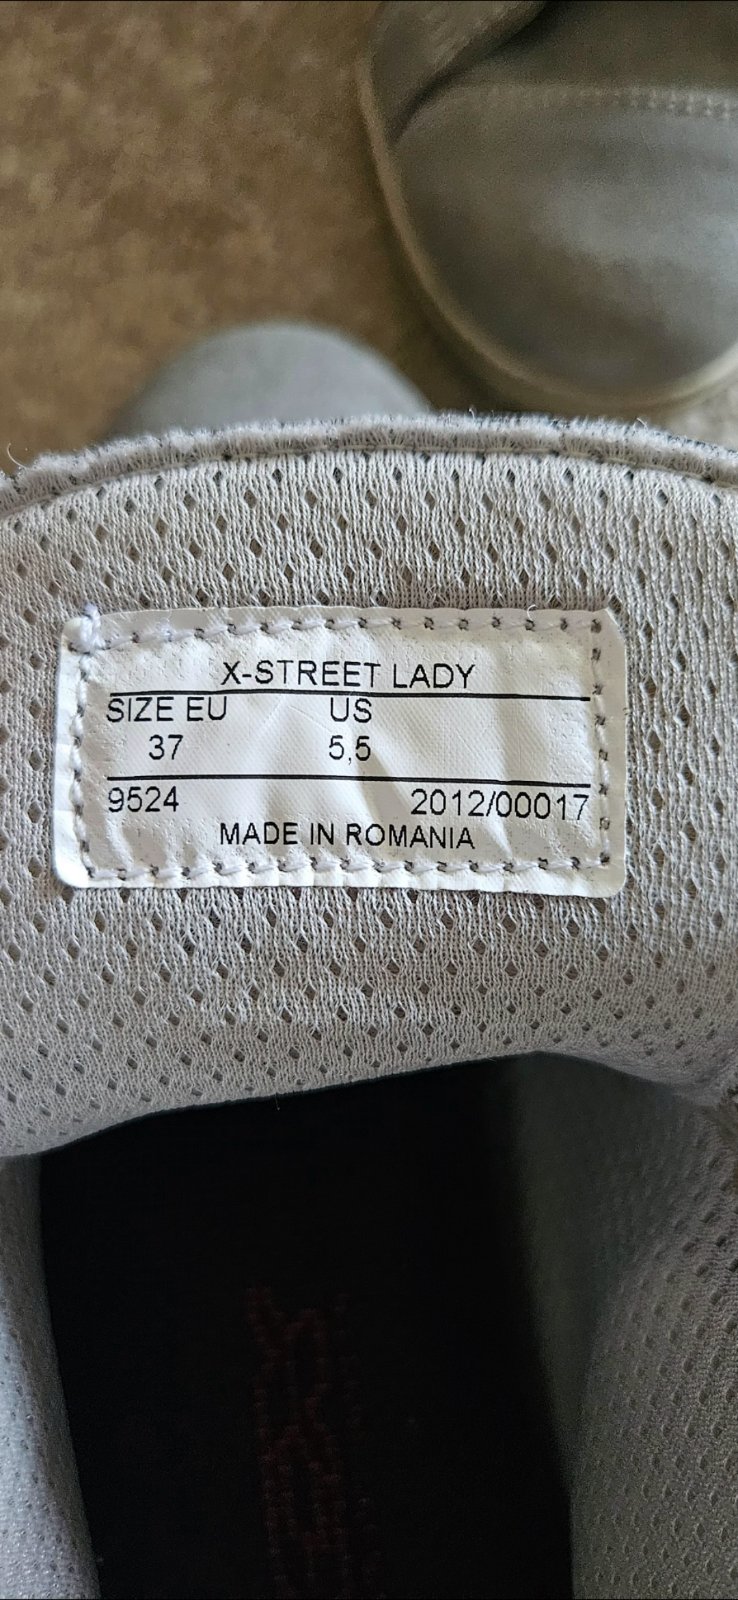 X-STREET LADY
SIZE EU US
37 5,5
9524 2012/00017
MADE IN ROMANIA